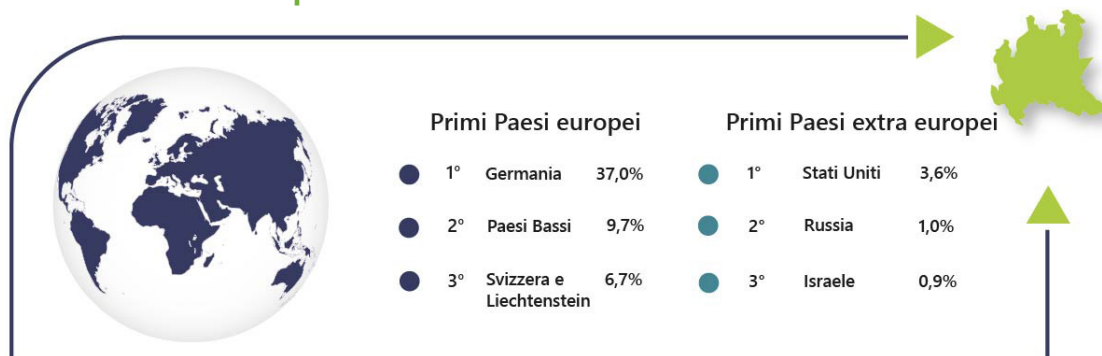 Primi Paesi europei
1° Germania 37,0%
2° Paesi Bassi 9,7%
3° Svizzera e 6,7%
Liechtenstein
Primi Paesi extra europei
1° Stati Uniti 3,6%
2° Russia 1,0%
3° Israele 0,9%